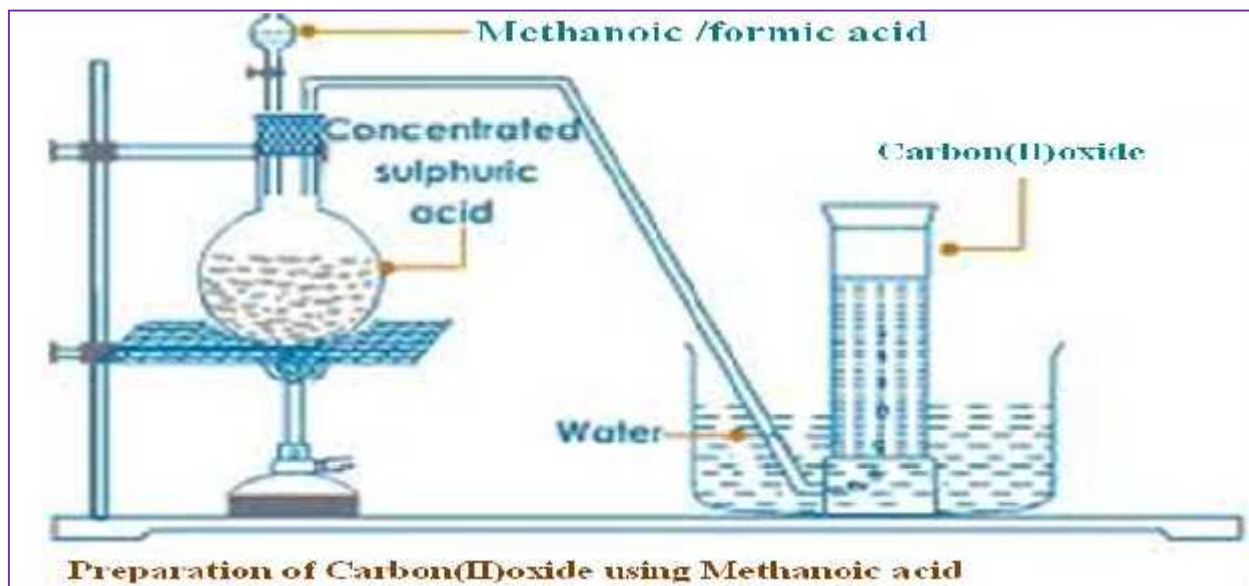 Methanoic /formic acid
Concentrated
sulphuric
acid
Carbon(II)oxide
Water
Preparation of Carbon(II)oxide using Methanoic acid